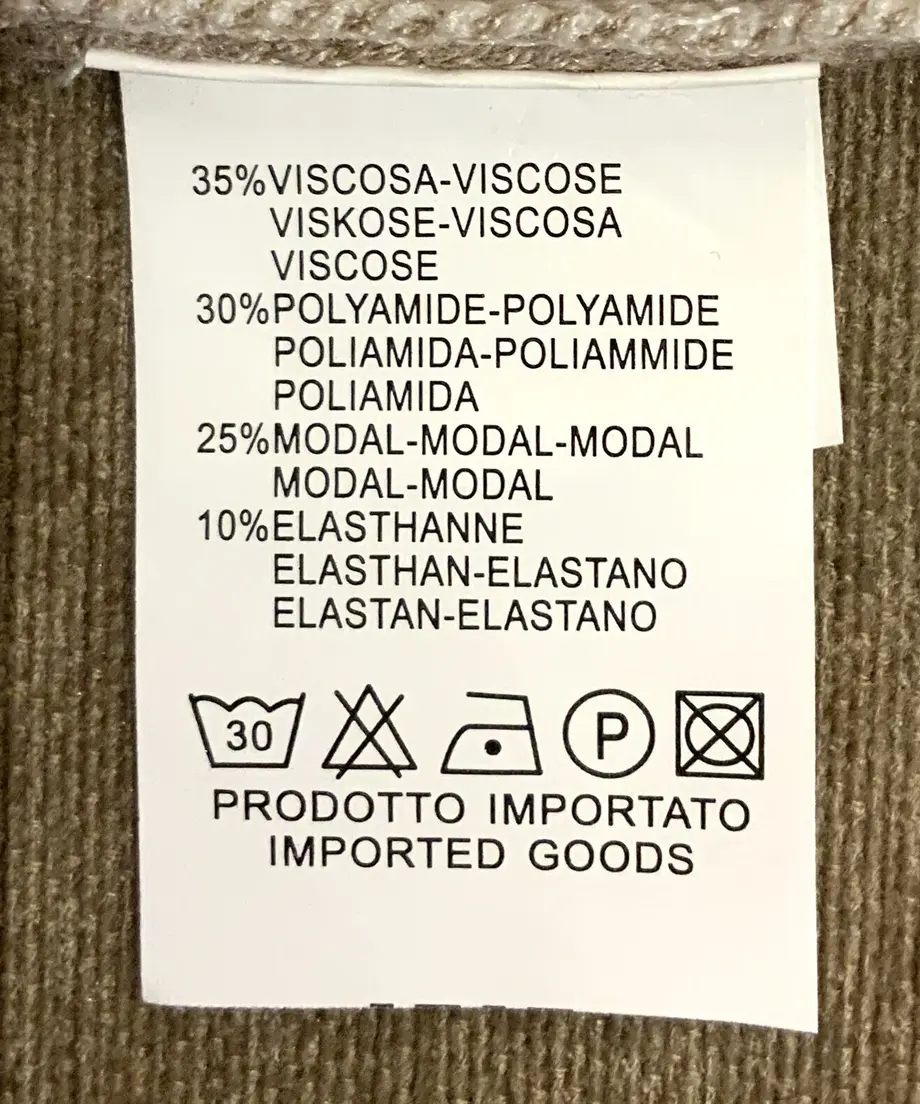 35%VISCOSA-VISCOSE
VISKOSE-VISCOSA
VISCOSE
30%POLYAMIDE-POLYAMIDE
POLIAMIDA-POLIAMMIDE
POLIAMIDA
25%MODAL-MODAL-MODAL
MODAL-MODAL
10%ELASTHANNE
ELASTHAN-ELASTANO
ELASTAN-ELASTANO
30 P
PRODOTTO IMPORTATO
IMPORTED GOODS